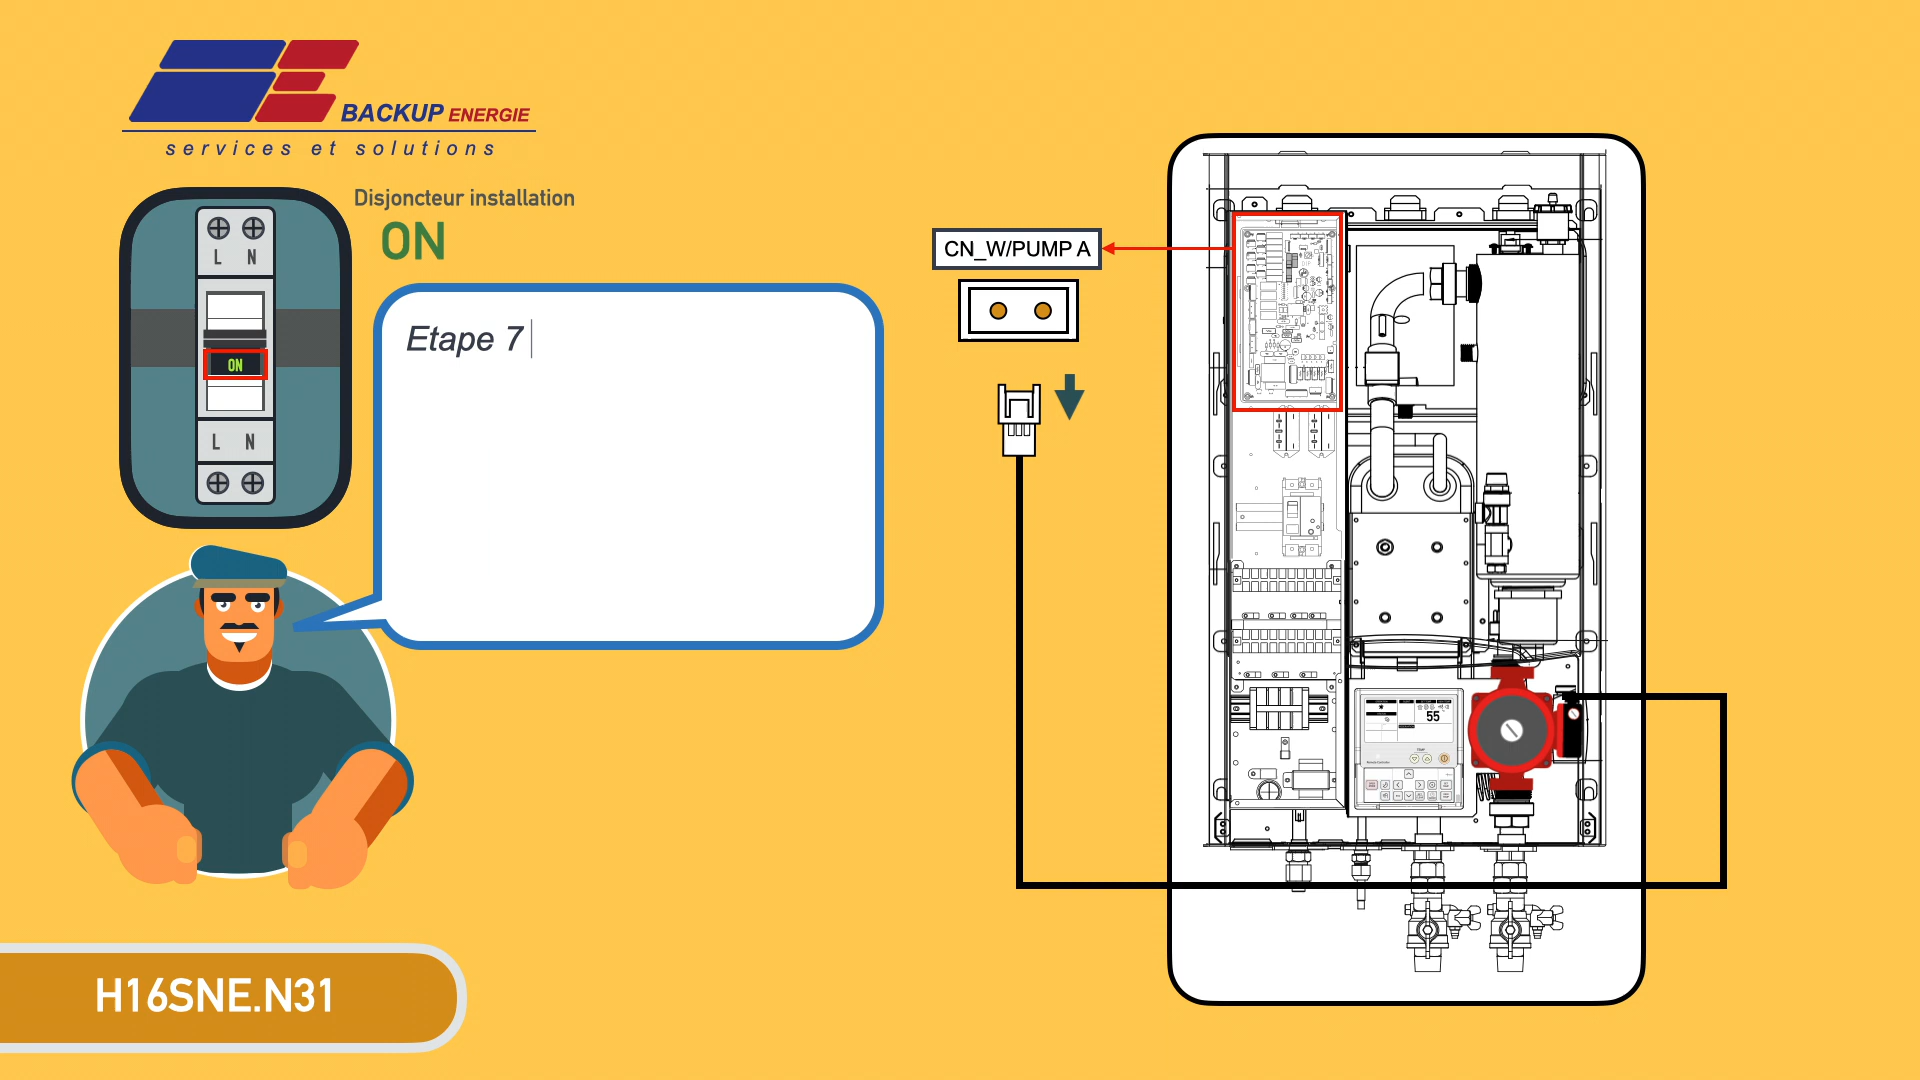 BACKUP ENERGIE
services et solutions
Disjoncteur installation
ON
L N
ON
L N
Etape 7
CN_W/PUMP A
55
H16SNE.N31